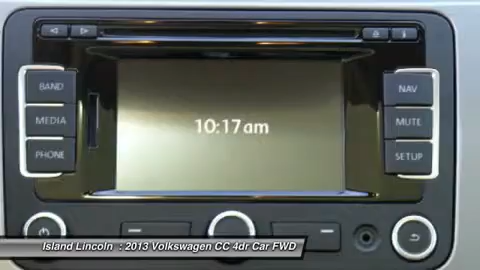 BAND
MEDIA
PHONE
10:17am
NAV
MUTE
SETUP
Island Lincoln : 2013 Volkswagen CC 4dr Car FWD